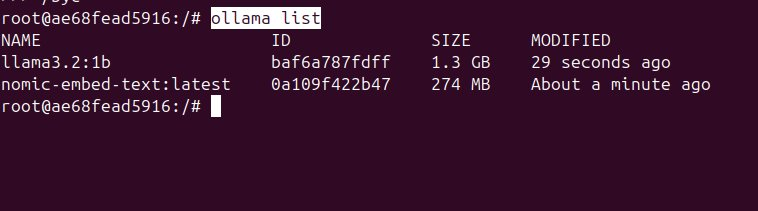 root@ae68fead5916:/# ollama list
NAME ID SIZE MODIFIED
llama3.2:1b baf6a787fdff 1.3 GB 29 seconds ago
nomic-embed-text:latest 0a109f422b47 274 MB About a minute ago
root@ae68fead5916:/#